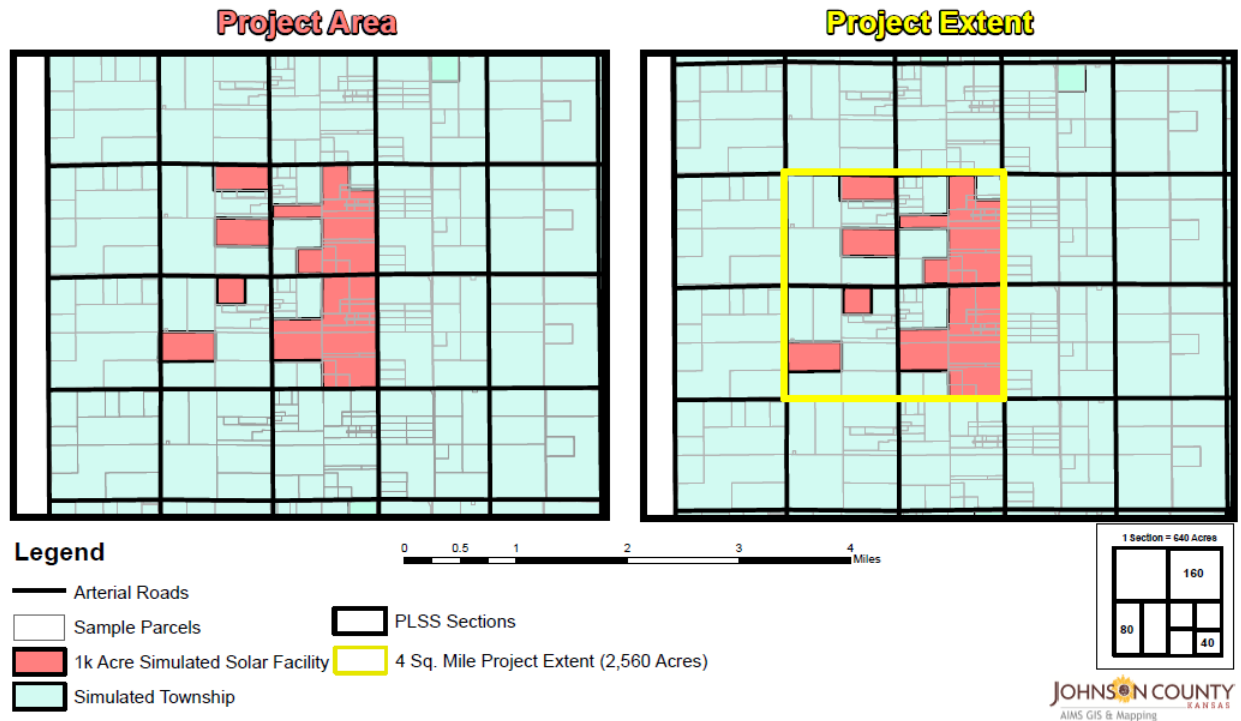 Project Area
Project Extent
Legend
0 0.5 1 2 3 4
Miles
Arterial Roads
Sample Parcels
1k Acre Simulated Solar Facility
Simulated Township
PLSS Sections
4 Sq. Mile Project Extent (2,560 Acres)
1 Section = 640 Acres
160
80
40
JOHNSON COUNTY
KANSAS
AIMS GIS & Mapping